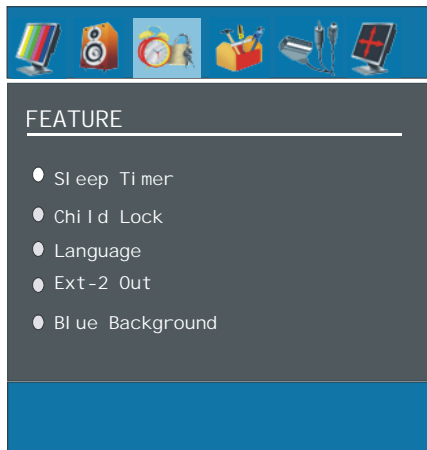 FEATURE
Sleep Timer
Child Lock
Language
Ext-2 Out
Blue Background